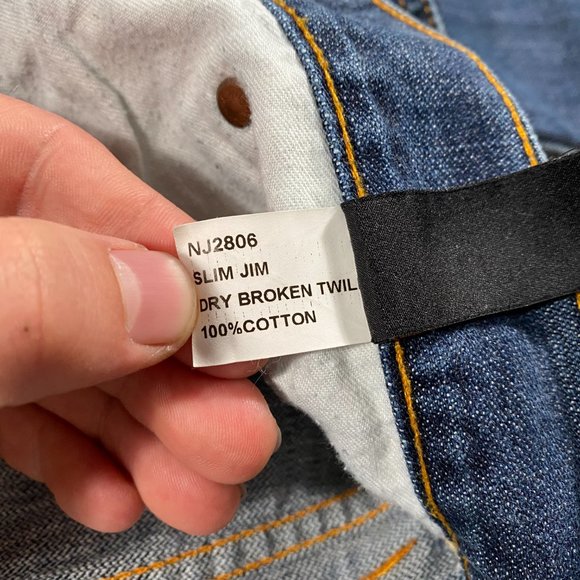 NJ2806
SLIM JIM
DRY BROKEN TWIL
100%COTTON